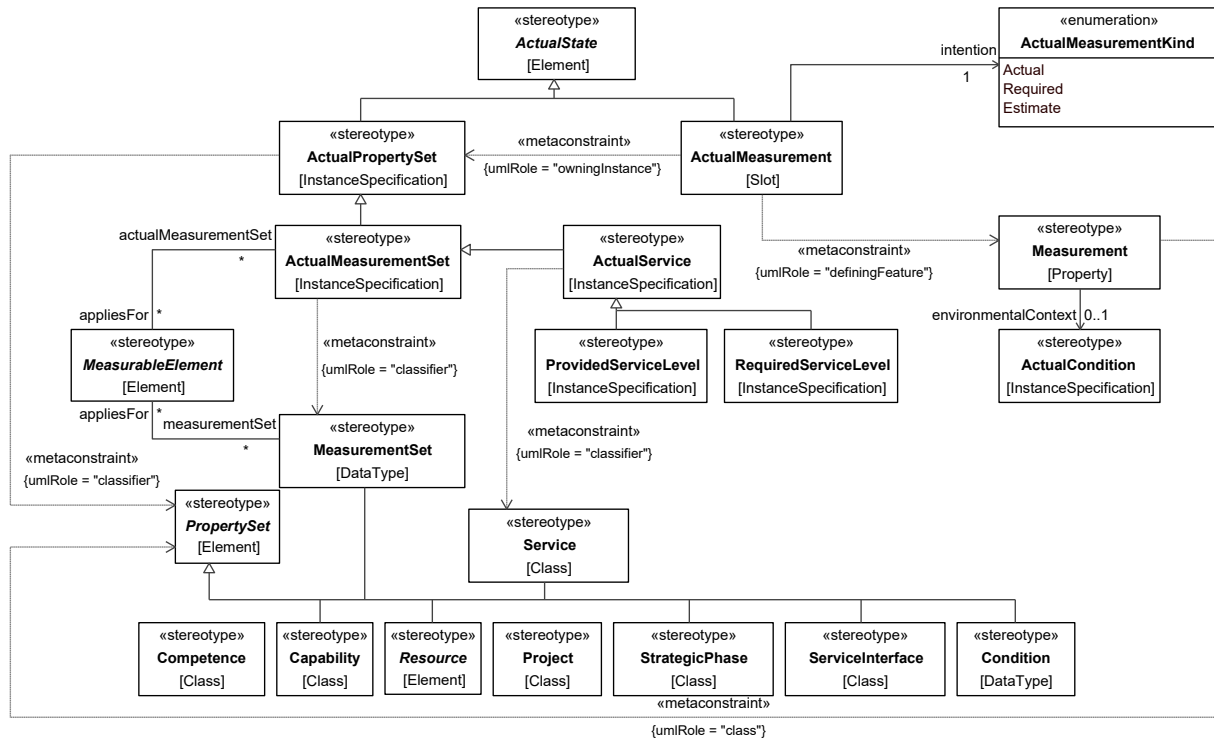 «stereotype»
ActualState
[Element]
«enumeration»
ActualMeasurementKind
Actual
Required
Estimate
intention
1
«stereotype»
ActualPropertySet
[InstanceSpecification]
«metaconstraint»
{umlRole = "owningInstance"}
«stereotype»
ActualMeasurement
[Slot]
actualMeasurementSet
*
«stereotype»
ActualMeasurementSet
[InstanceSpecification]
«stereotype»
ActualService
[InstanceSpecification]
«metaconstraint»
{umlRole = "definingFeature"}
«stereotype»
Measurement
[Property]
appliesFor
*
«stereotype»
MeasurableElement
[Element]
appliesFor
*
«metaconstraint»
{umlRole = "classifier"}
«stereotype»
ProvidedServiceLevel
[InstanceSpecification]
«stereotype»
RequiredServiceLevel
[InstanceSpecification]
environmentalContext
0..1
«stereotype»
ActualCondition
[InstanceSpecification]
measurementSet
*
«stereotype»
MeasurementSet
[DataType]
«metaconstraint»
{umlRole = "classifier"}
«metaconstraint»
{umlRole = "classifier"}
«stereotype»
PropertySet
[Element]
«stereotype»
Service
[Class]
«stereotype»
Competence
[Class]
«stereotype»
Capability
[Class]
«stereotype»
Resource
[Element]
«stereotype»
Project
[Class]
«stereotype»
StrategicPhase
[Class]
«stereotype»
ServiceInterface
[Class]
«stereotype»
Condition
[DataType]
«metaconstraint»
{umlRole = "class"}